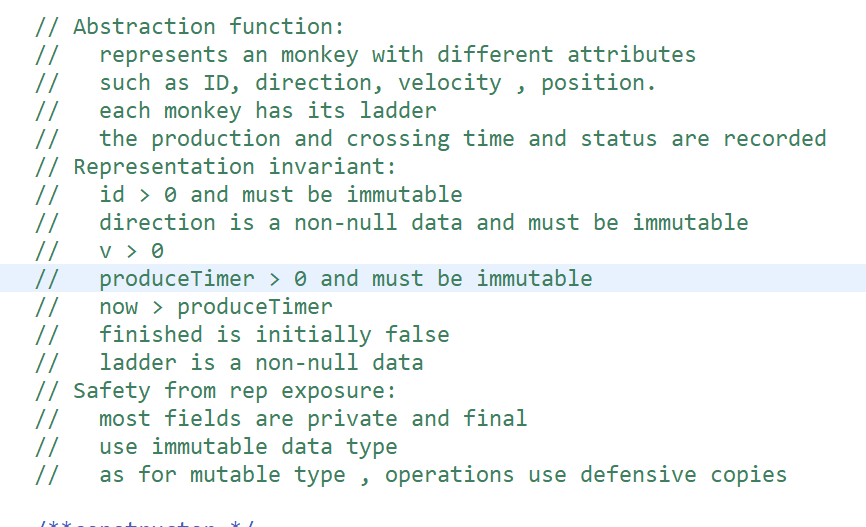 // Abstraction function:
//   represents an monkey with different attributes
//   such as ID, direction, velocity , position.
//   each monkey has its ladder
//   the production and crossing time and status are recorded
// Representation invariant:
//   id > 0 and must be immutable
//   direction is a non-null data and must be immutable
//   v > 0
//   produceTimer > 0 and must be immutable
//   now > produceTimer
//   finished is initially false
//   ladder is a non-null data
// Safety from rep exposure:
//   most fields are private and final
//   use immutable data type
//   as for mutable type , operations use defensive copies
/**constructor */